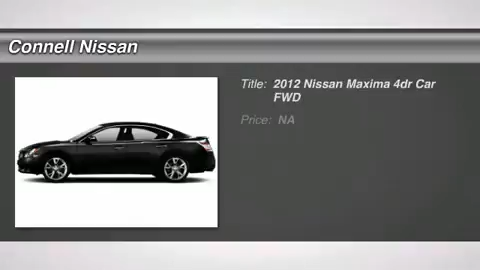 Connell Nissan
Title: 2012 Nissan Maxima 4dr Car
FWD
Price: NA